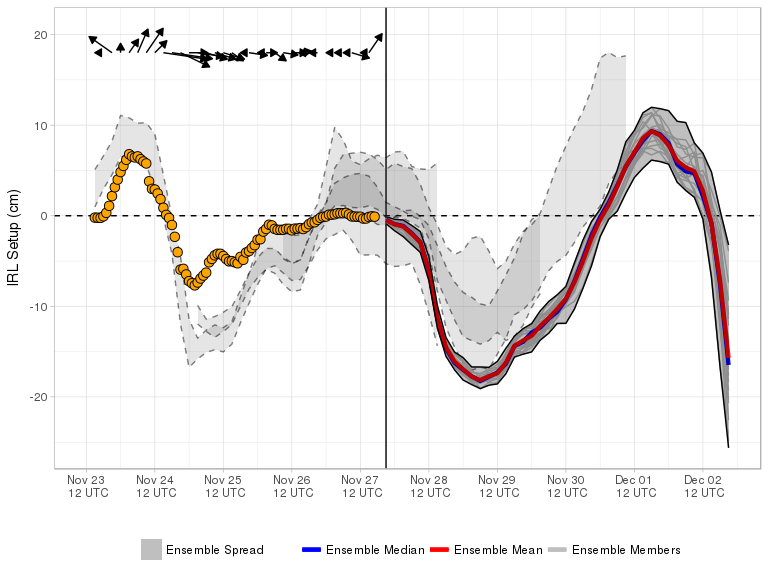 IRL Setup (cm)
20
10
0
-10
-20
Nov 23 Nov 24 Nov 25 Nov 26 Nov 27 Nov 28 Nov 29 Nov 30 Dec 01 Dec 02
12 UTC 12 UTC 12 UTC 12 UTC 12 UTC 12 UTC 12 UTC 12 UTC 12 UTC 12 UTC
Ensemble Spread Ensemble Median Ensemble Mean Ensemble Members